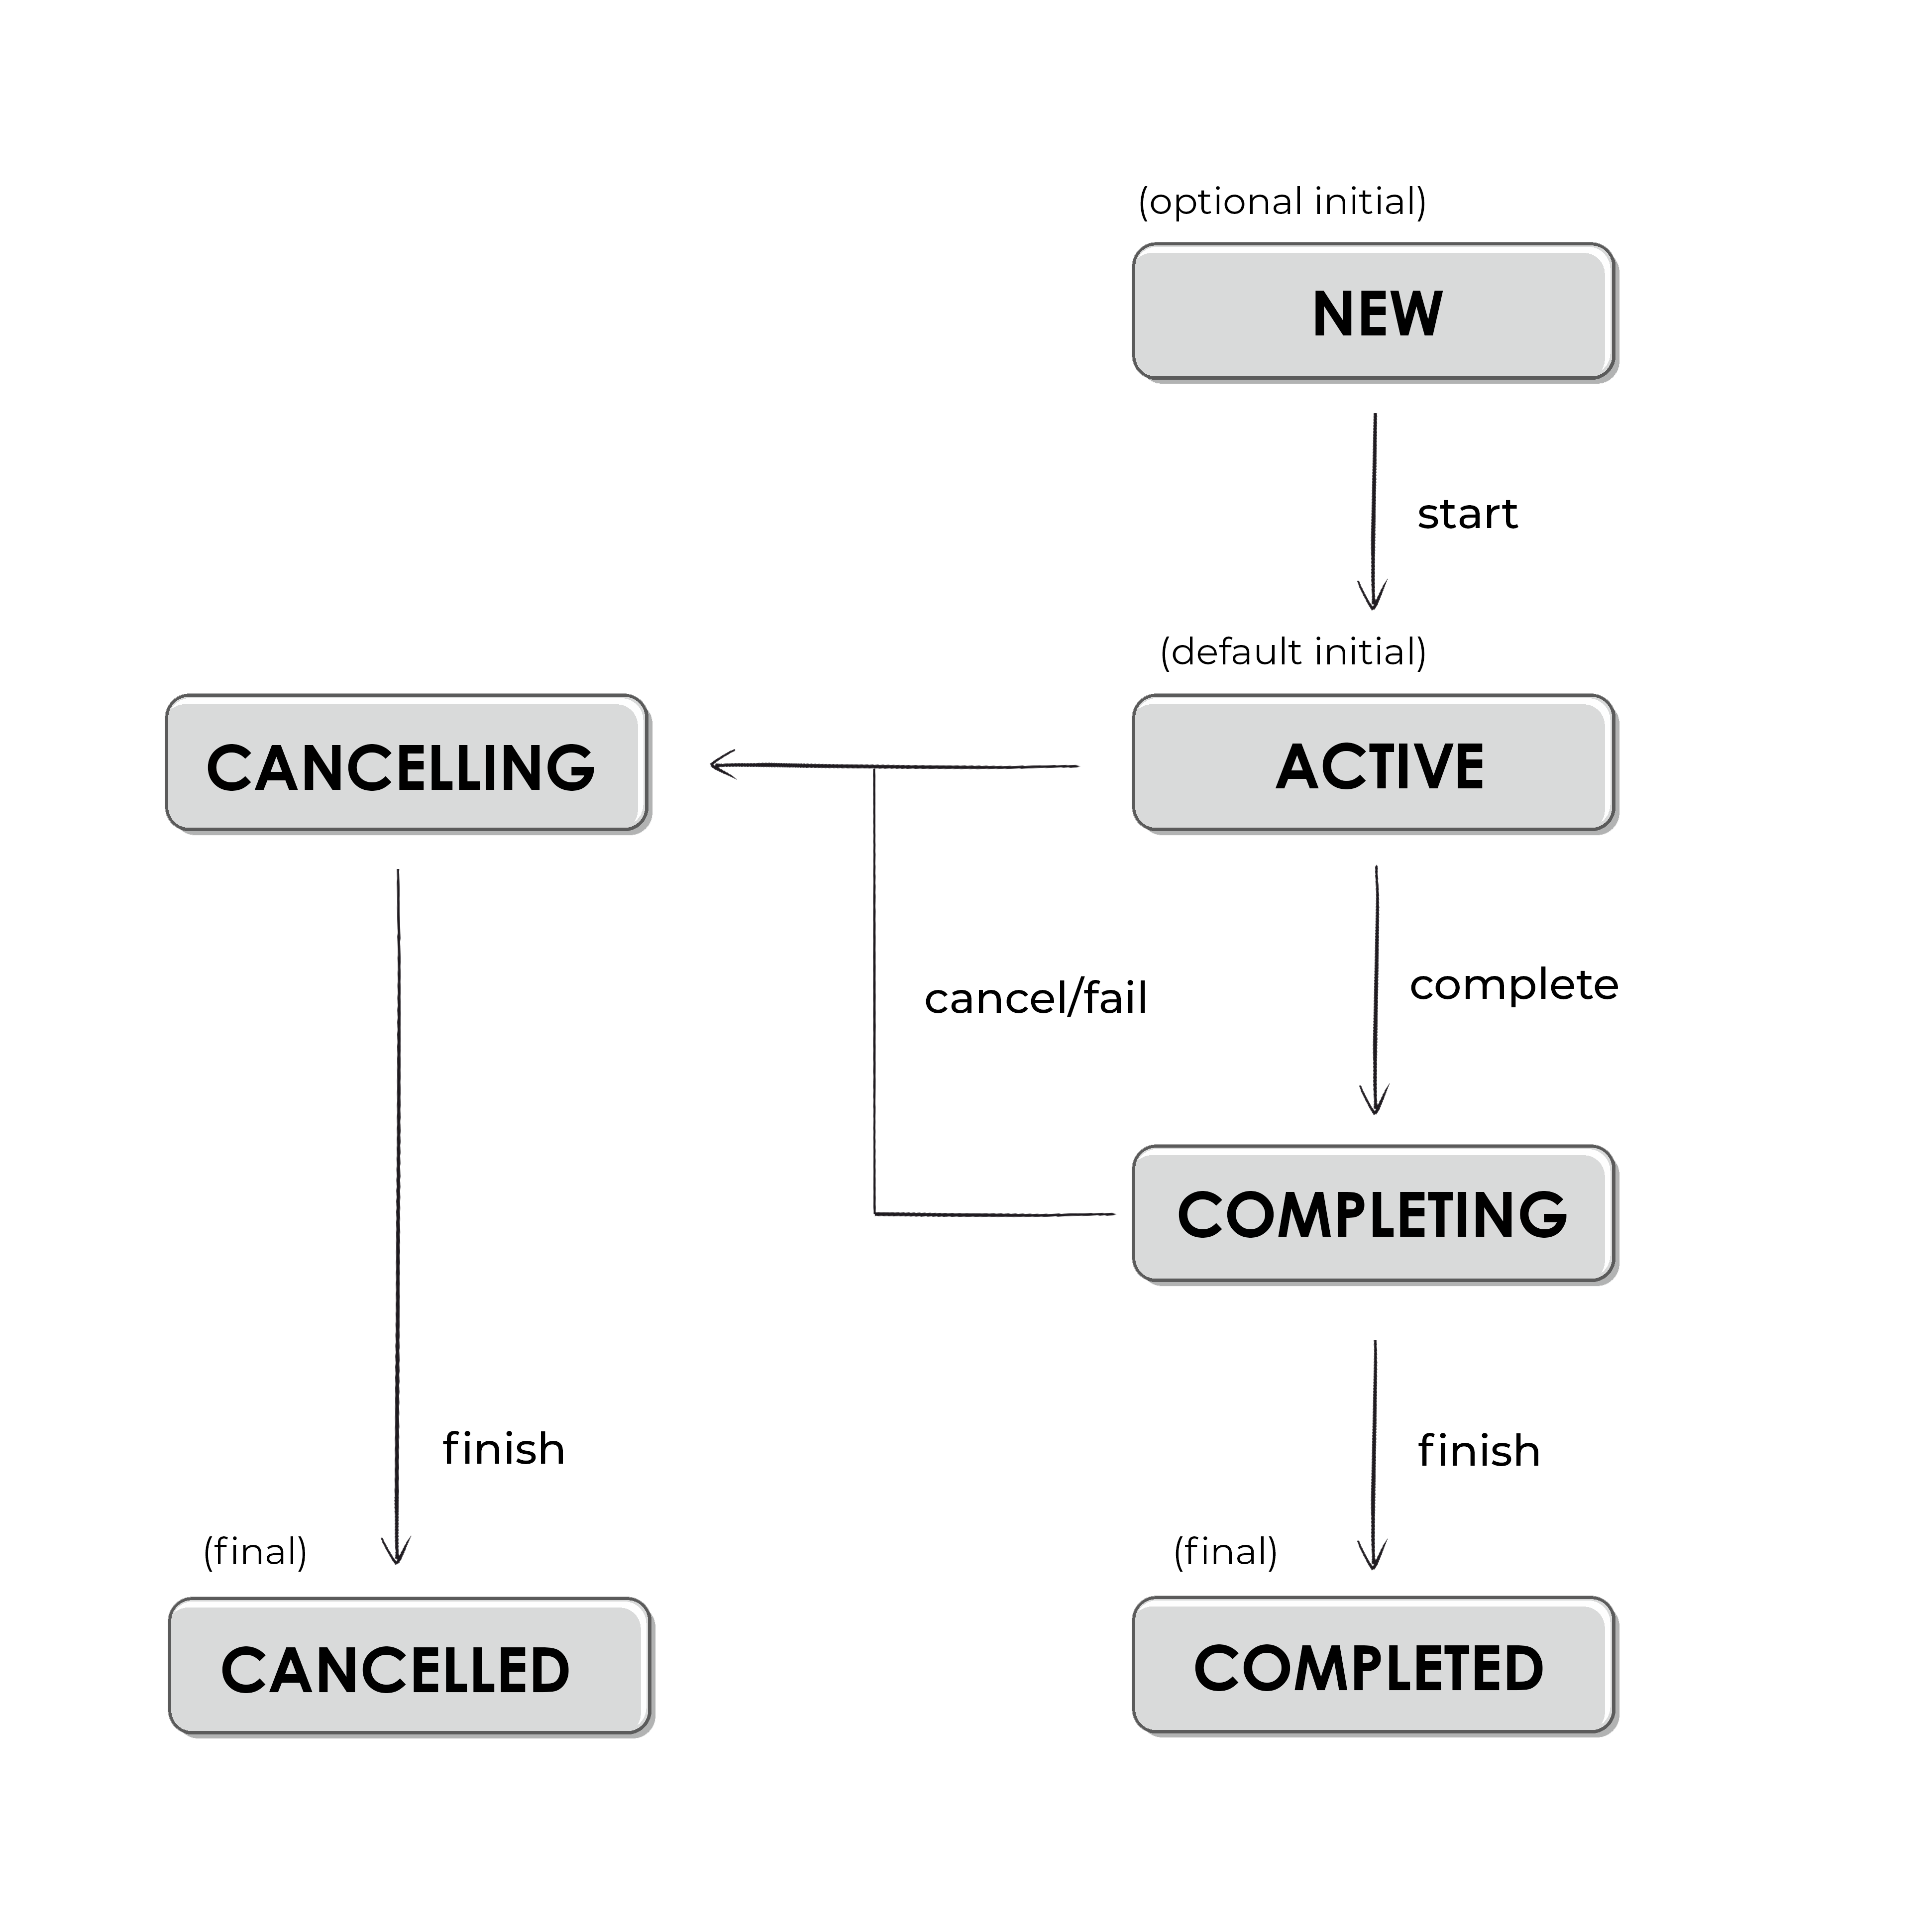 (optional initial)
NEW
start
(default initial)
CANCELLING
ACTIVE
cancel/fail
complete
COMPLETING
finish
finish
(final)
(final)
CANCELLED
COMPLETED